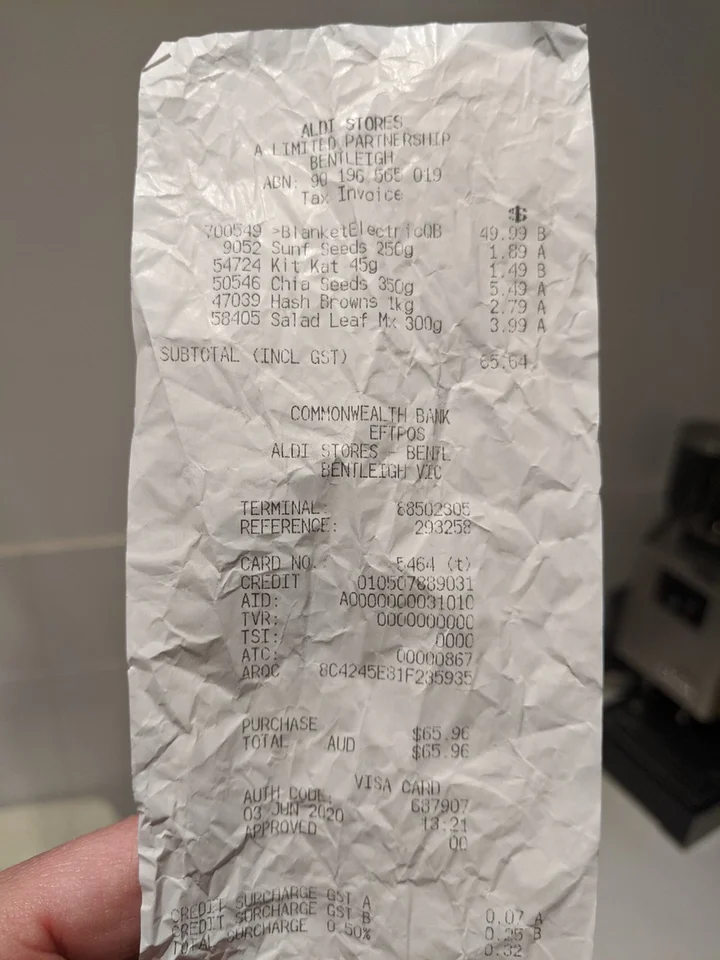 ALDI STORES
A LIMITED PARTNERSHIP
BENTLEIGH
ABN: 90 196 565 019
Tax Invoice
$
700549 >BlanketElectricQB 49.99 B
9052 Sunf Seeds 250g 1.89 A
54724 Kit Kat 45g 1.49 B
50546 Chia Seeds 350g 5.49 A
47039 Hash Browns 1kg 2.79 A
58405 Salad Leaf Mx 300g 3.99 A
SUBTOTAL (INCL GST) 65.64
COMMONWEALTH BANK
EFTPOS
ALDI STORES - BENTL
BENTLEIGH VIC
TERMINAL: 68502305
REFERENCE: 293258
CARD NO.: 5464 (t)
CREDIT 010507889031
AID: A0000000031010
TVR: 0000000000
TSI: 0000
ATC: 00000867
ARQC 8C4245E81F235935
PURCHASE $65.96
TOTAL AUD $65.96
VISA CARD
AUTH CODE: 687907
03 JUN 2020 13:21
APPROVED 00
CREDIT SURCHARGE GST A 0.07 A
CREDIT SURCHARGE GST B 0.25 B
TOTAL SURCHARGE 0.50% 0.32